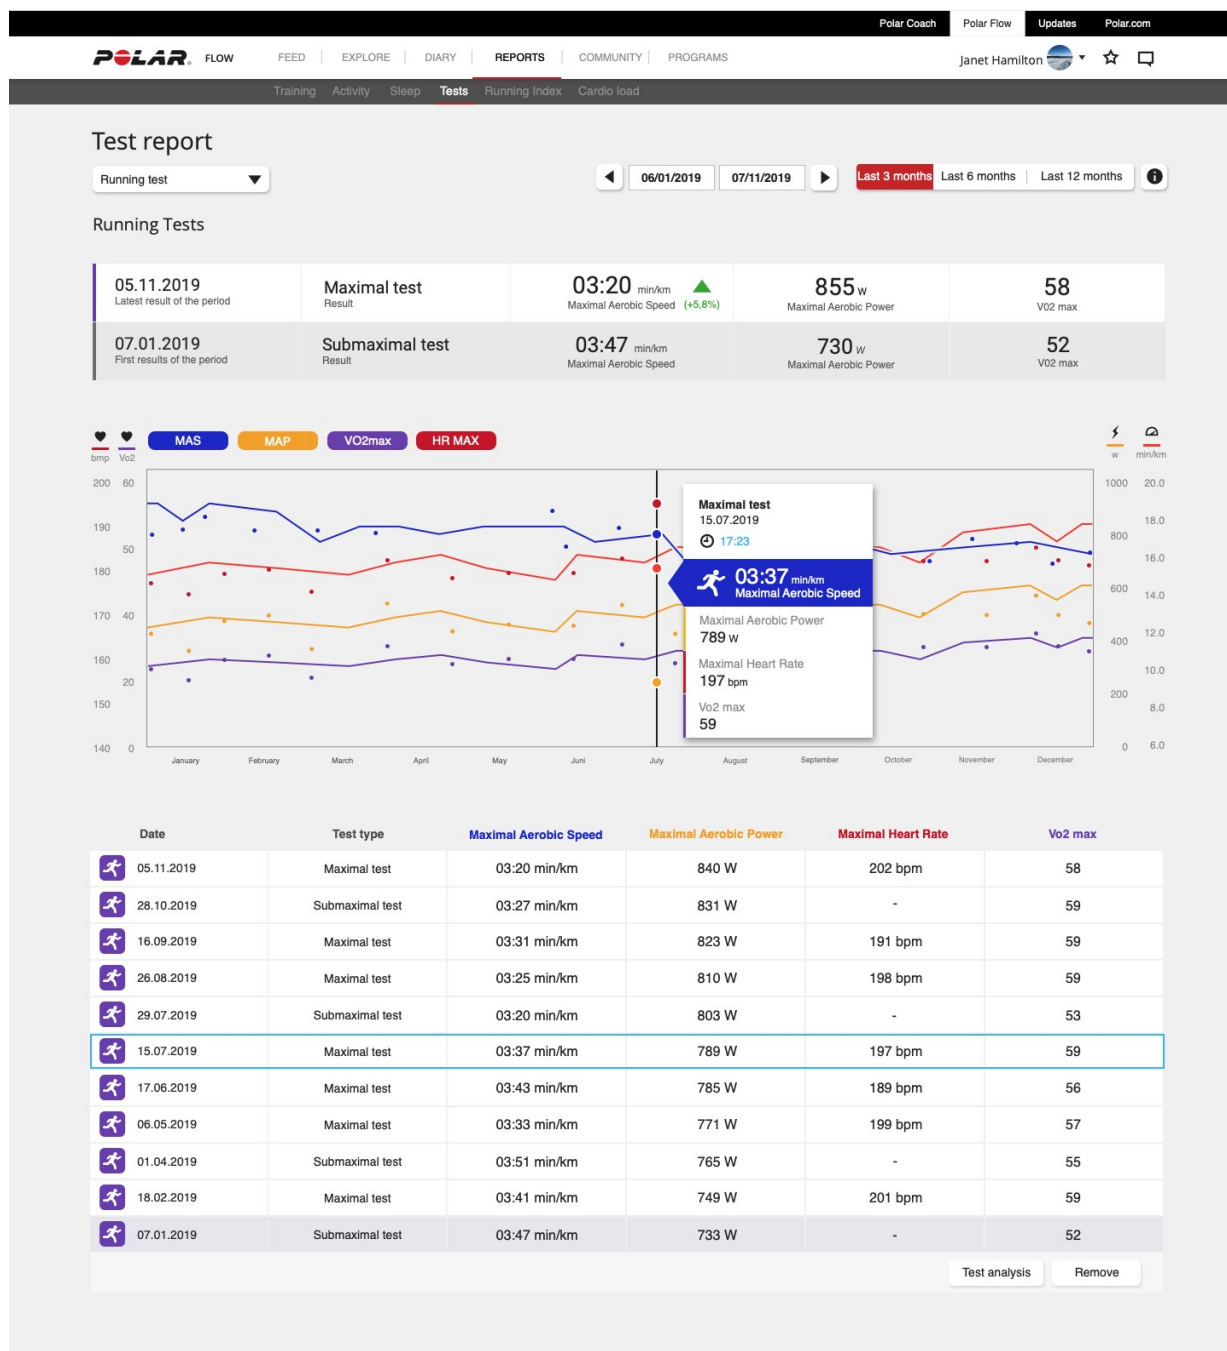 Polar Coach Polar Flow Updates Polar.com
POLAR. FLOW FEED EXPLORE DIARY REPORTS COMMUNITY PROGRAMS Janet Hamilton
Training Activity Sleep Tests Running Index Cardio load
Test report
Running test 06/01/2019 07/11/2019 Last 3 months Last 6 months Last 12 months
Running Tests
05.11.2019 Maximal test 03:20 min/km 855 w 58
Latest result of the period Result Maximal Aerobic Speed (+5,8%) Maximal Aerobic Power V02 max
07.01.2019 Submaximal test 03:47 min/km 730 w 52
First results of the period Result Maximal Aerobic Speed Maximal Aerobic Power V02 max
MAS MAP VO2max HR MAX
bmp Vo2 w min/km
200 60 1000 20.0
Maximal test
15.07.2019
17:23
03:37 min/km
Maximal Aerobic Speed
Maximal Aerobic Power
789 w
Maximal Heart Rate
197 bpm
Vo2 max
59
190 18.0
50 800
180 16.0
600 14.0
170 40
400 12.0
160 10.0
20 200
150 8.0
140 0 0 6.0
January February March April May Juni July August September October November December
Date Test type Maximal Aerobic Speed Maximal Aerobic Power Maximal Heart Rate Vo2 max
05.11.2019 Maximal test 03:20 min/km 840 W 202 bpm 58
28.10.2019 Submaximal test 03:27 min/km 831 W - 59
16.09.2019 Maximal test 03:31 min/km 823 W 191 bpm 59
26.08.2019 Maximal test 03:25 min/km 810 W 198 bpm 59
29.07.2019 Submaximal test 03:20 min/km 803 W - 53
15.07.2019 Maximal test 03:37 min/km 789 W 197 bpm 59
17.06.2019 Maximal test 03:43 min/km 785 W 189 bpm 56
06.05.2019 Maximal test 03:33 min/km 771 W 199 bpm 57
01.04.2019 Submaximal test 03:51 min/km 765 W - 55
18.02.2019 Maximal test 03:41 min/km 749 W 201 bpm 59
07.01.2019 Submaximal test 03:47 min/km 733 W - 52
Test analysis Remove